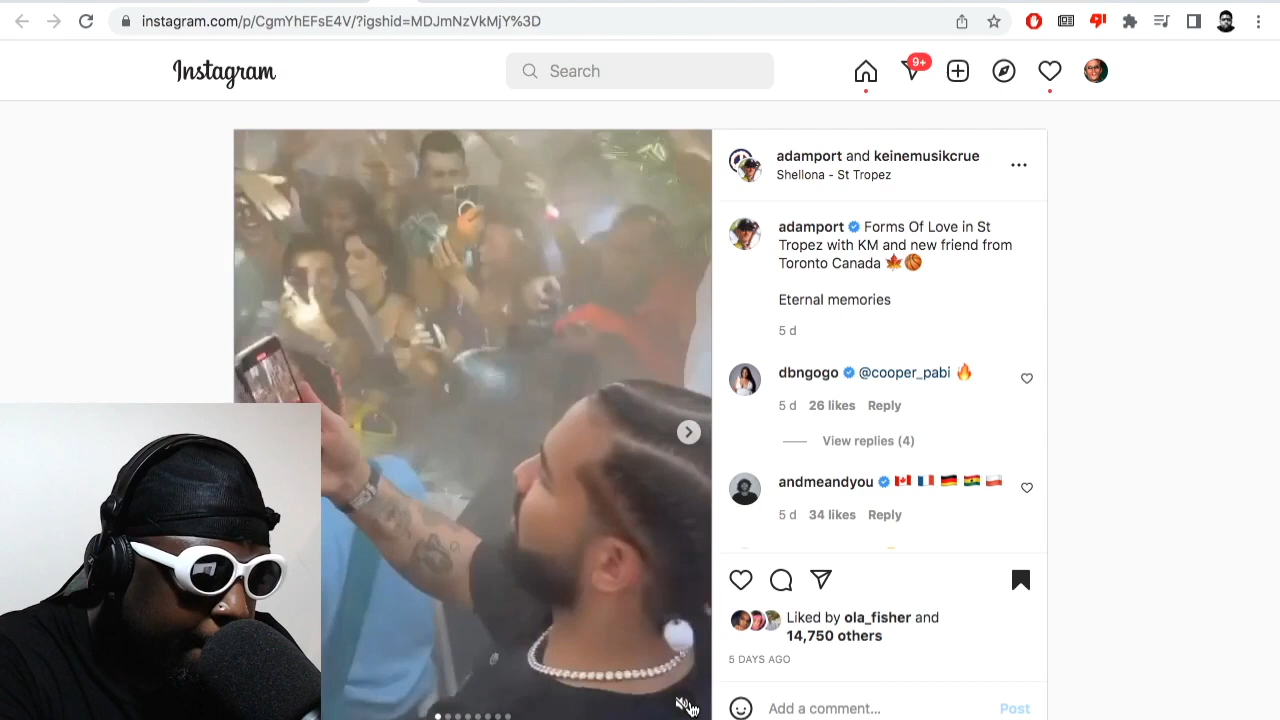 instagram.com/p/CgmYhEFsE4V/?igshid=MDJmNzVkMjY%3D
Instagram
Search
9+
adamport and keinemusikcrue
Shellona - St Tropez
adamport Forms Of Love in St
Tropez with KM and new friend from
Toronto Canada 🍁🏀
Eternal memories
5 d
dbngogo @cooper_pabi 🔥
5 d 26 likes Reply
View replies (4)
andmeandyou 🇨🇦 🇫🇷 🇩🇪 🇬🇭 🇵🇱
5 d 34 likes Reply
Liked by ola_fisher and
14,750 others
5 DAYS AGO
Add a comment...
Post